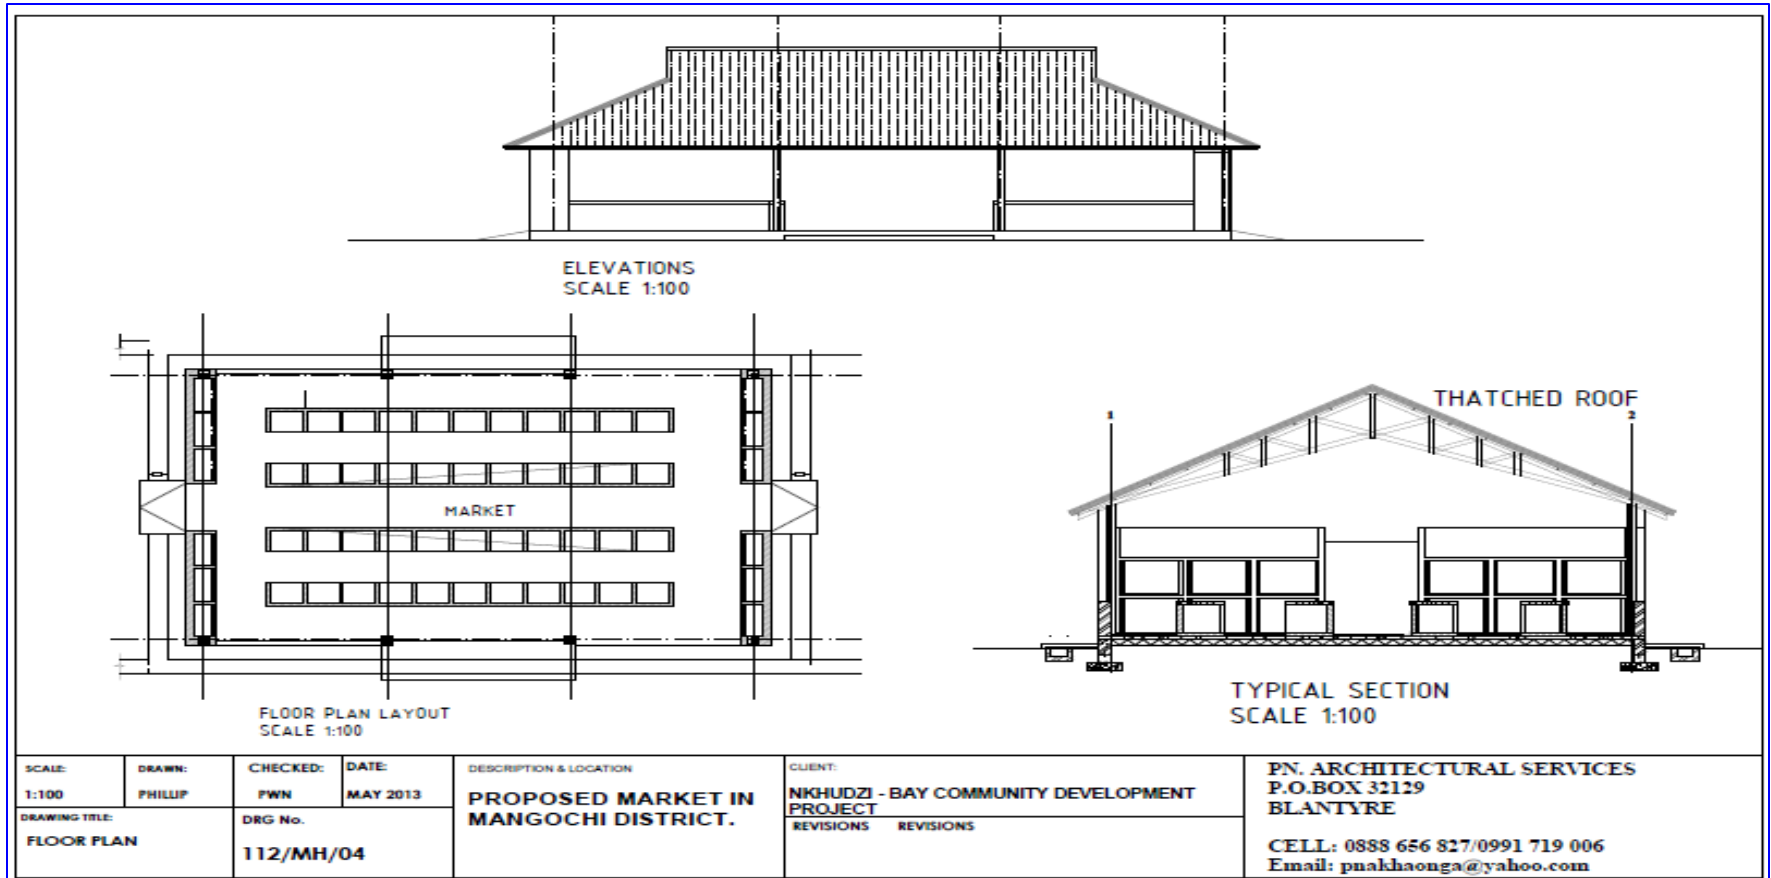 ELEVATIONS
SCALE 1:100
MARKET
FLOOR PLAN LAYOUT
SCALE 1:100
THATCHED ROOF
1
2
TYPICAL SECTION
SCALE 1:100
SCALE:
1:100
DRAWN:
PHILLIP
CHECKED:
PWN
DATE:
MAY 2013
DRAWING TITLE:
FLOOR PLAN
DRG No.
112/MH/04
DESCRIPTION & LOCATION
PROPOSED MARKET IN
MANGOCHI DISTRICT.
CLIENT:
NKHUDZI - BAY COMMUNITY DEVELOPMENT
PROJECT
REVISIONS REVISIONS
PN. ARCHITECTURAL SERVICES
P.O.BOX 32129
BLANTYRE
CELL: 0888 656 827/0991 719 006
Email: pnakhaonga@yahoo.com